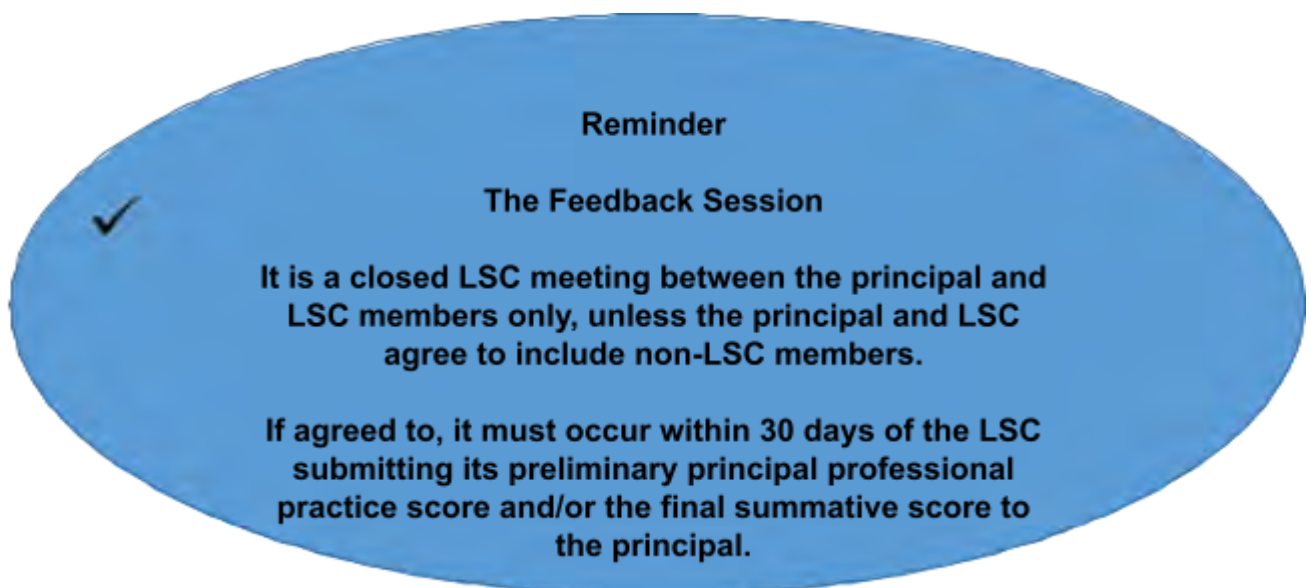 Reminder
The Feedback Session
It is a closed LSC meeting between the principal and
LSC members only, unless the principal and LSC
agree to include non-LSC members.
If agreed to, it must occur within 30 days of the LSC
submitting its preliminary principal professional
practice score and/or the final summative score to
the principal.